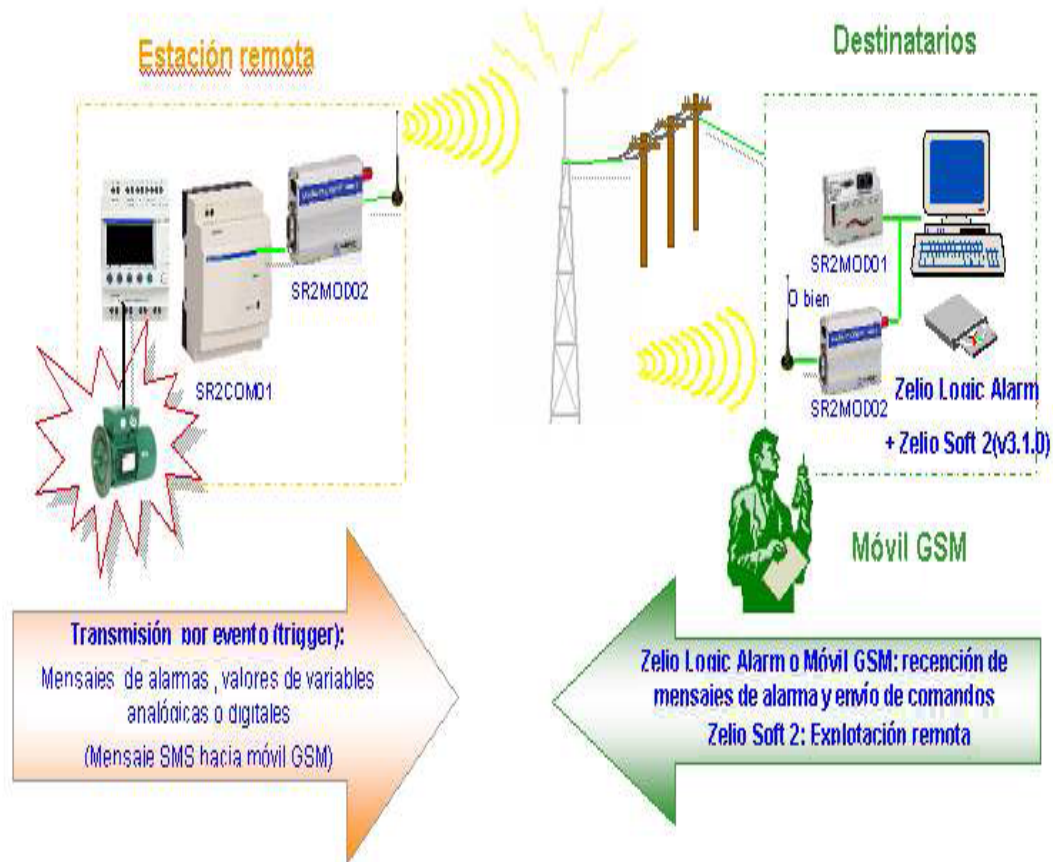 Estación remota
Destinatarios
SR2MOD02
SR2COM01
SR2MOD01
O bien
SR2MOD02
Zelio Logic Alarm
+ Zelio Soft 2(v3.1.0)
Móvil GSM
Transmisión por evento (trigger):
Mensajes de alarmas , valores de variables
analógicas o digitales
(Mensaje SMS hacia móvil GSM)
Zelio Logic Alarm o Móvil GSM: recepción de
mensajes de alarma y envío de comandos
Zelio Soft 2: Explotación remota